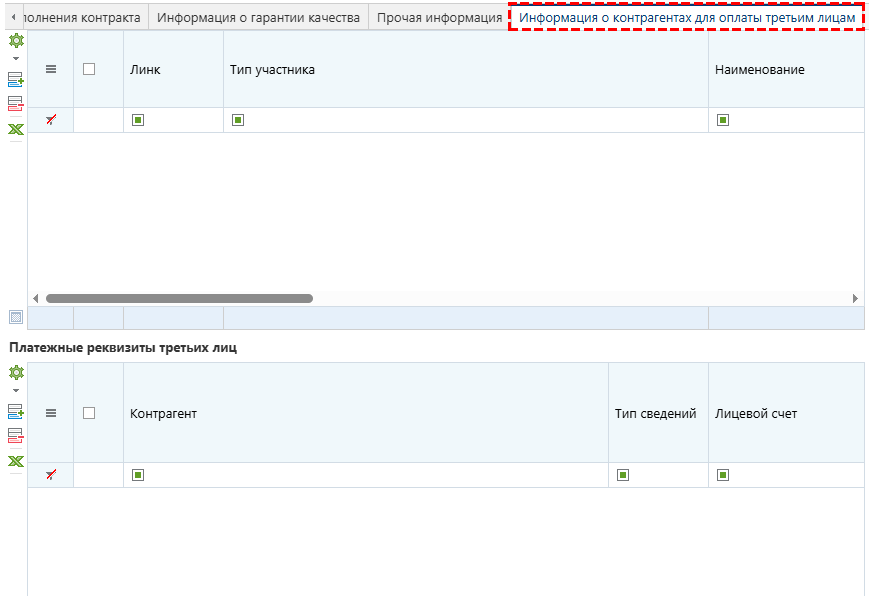 полнения контракта Информация о гарантии качества Прочая информация Информация о контрагентах для оплаты третьим лицам
Линк Тип участника Наименование
Платежные реквизиты третьих лиц
Контрагент Тип сведений Лицевой счет